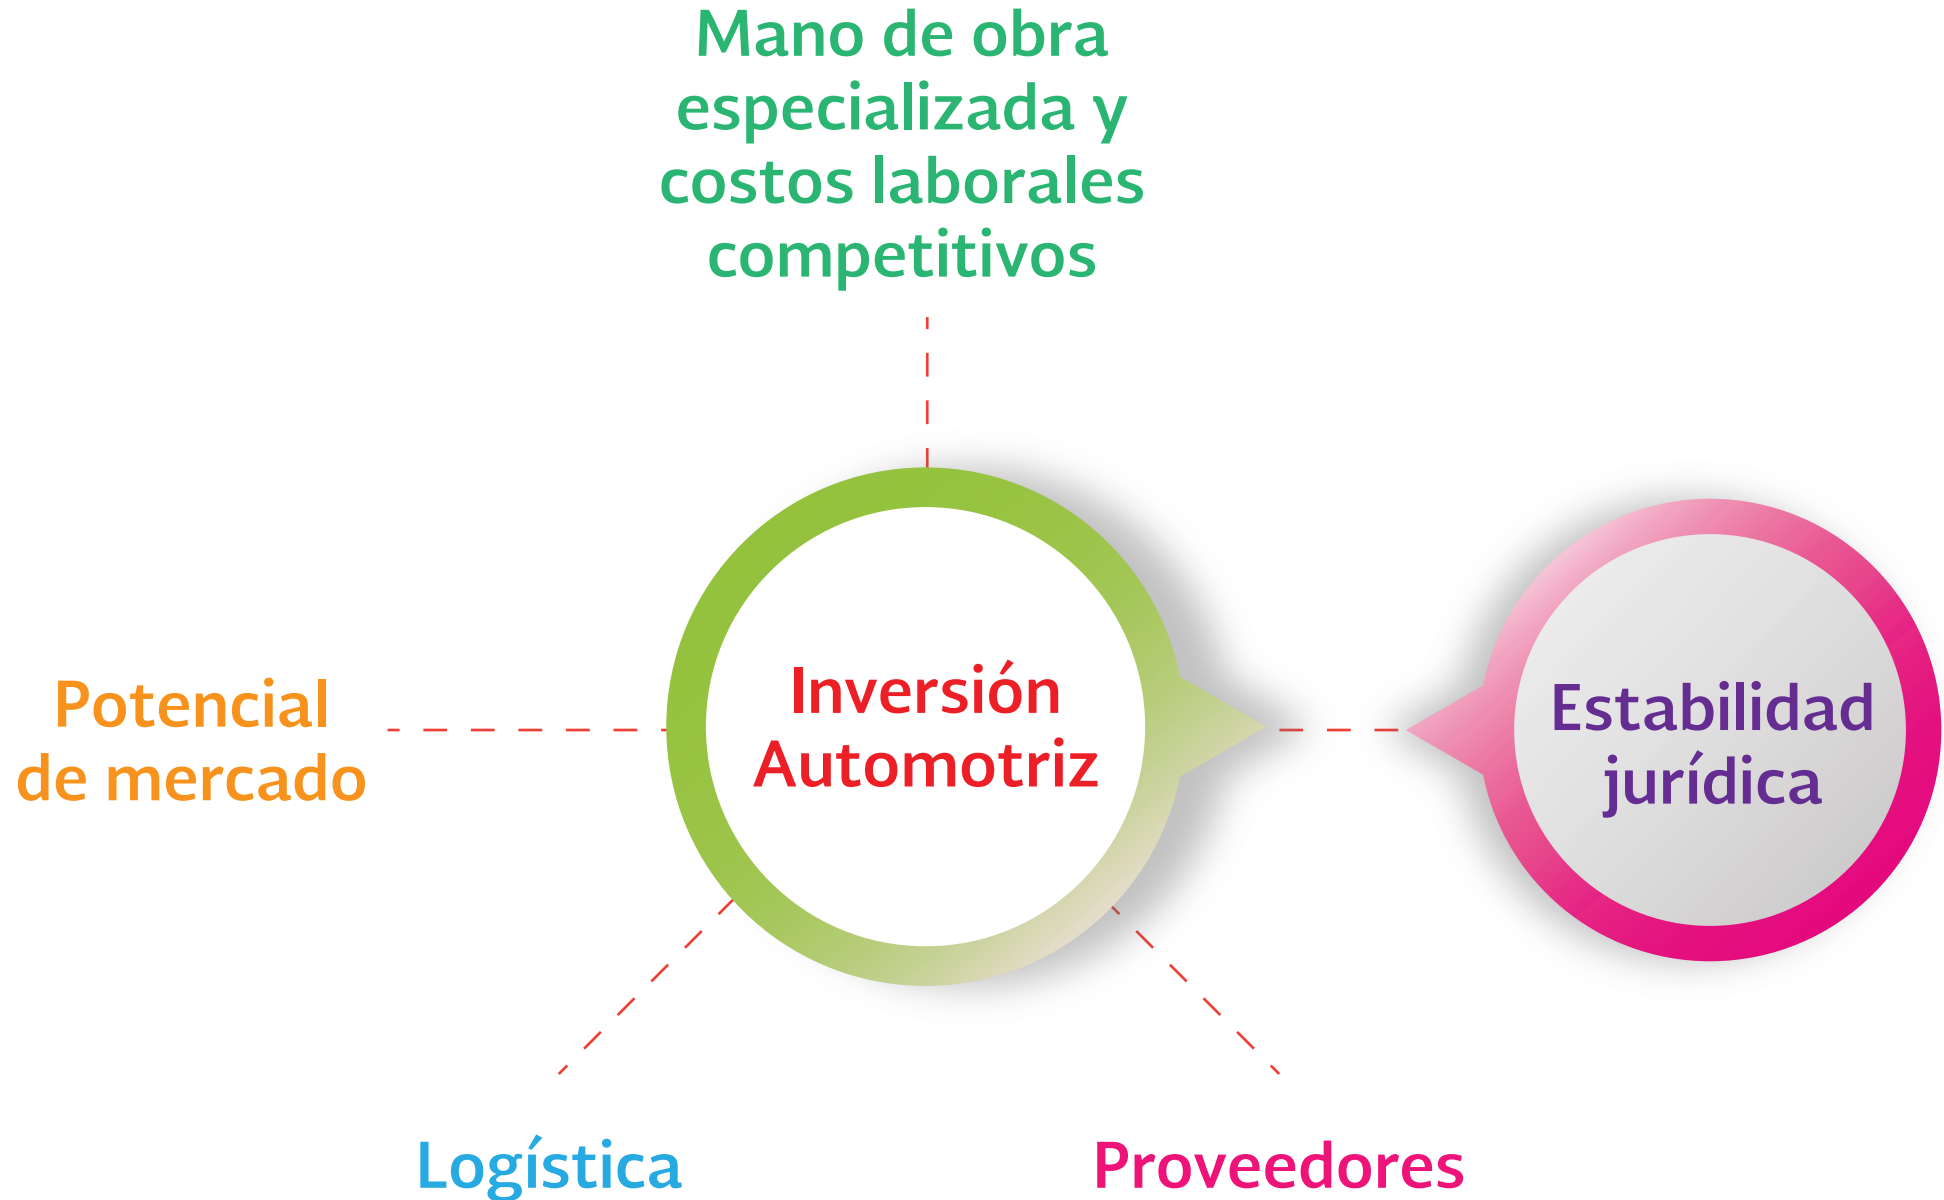 Mano de obra
especializada y
costos laborales
competitivos
Potencial
de mercado
Inversión
Automotriz
Estabilidad
jurídica
Logística
Proveedores